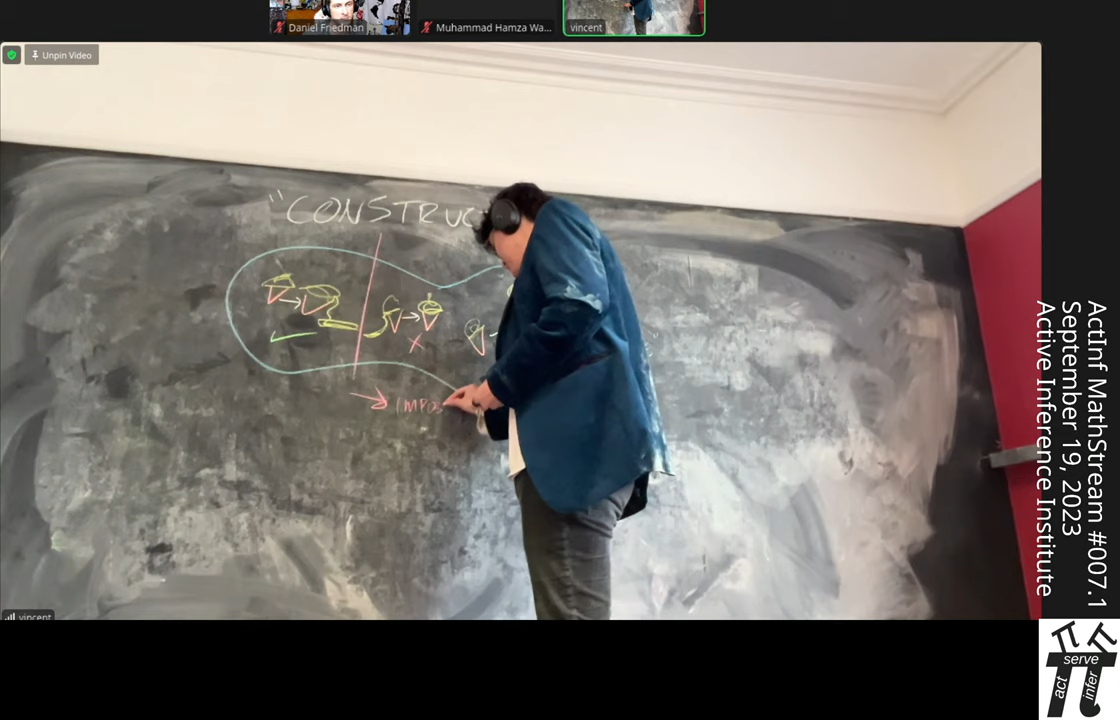 Daniel Friedman
Muhammad Hamza Wa...
vincent
Unpin Video
"CONSTRUC
IMPOS
vincent
ActInf MathStream #007.1
September 19, 2023
Active Inference Institute
serve
act
infer